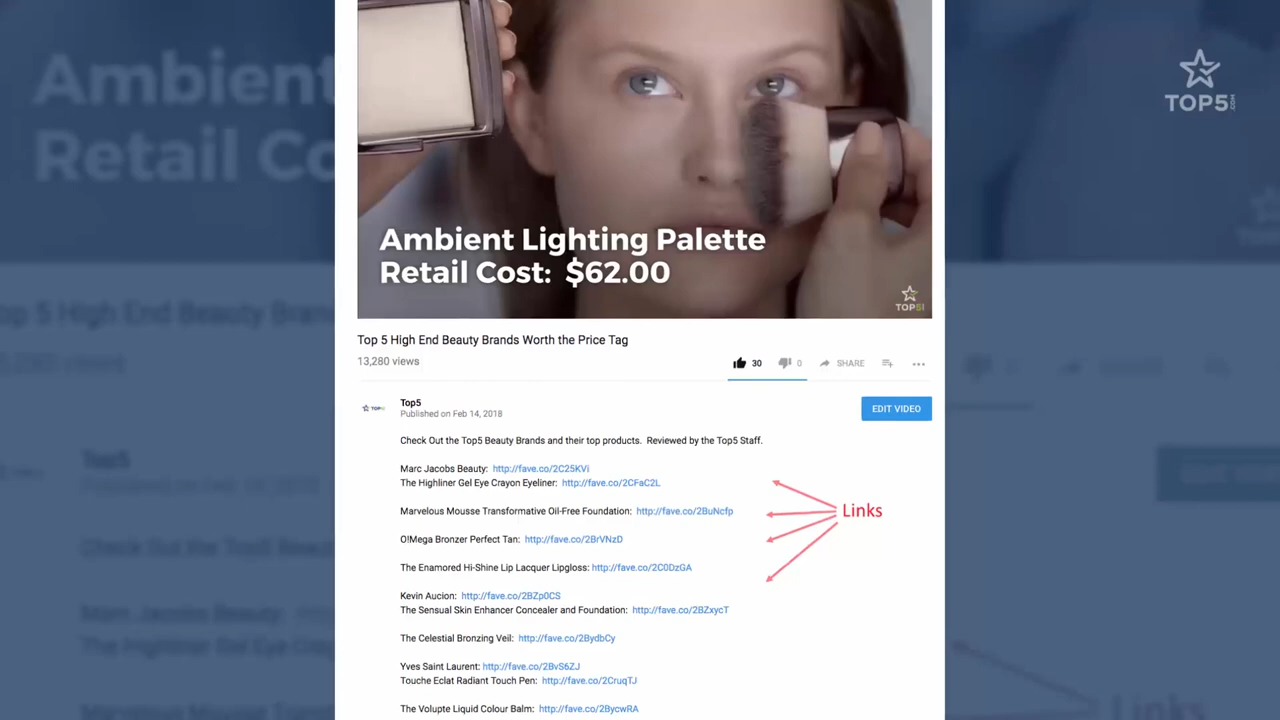 Ambient
Retail Co
TOP5.com
Ambient Lighting Palette
Retail Cost: $62.00
TOP5
Top 5 High End Beauty Brands Worth the Price Tag
13,280 views
30
0
SHARE
Top5
Published on Feb 14, 2018
EDIT VIDEO
Check Out the Top5 Beauty Brands and their top products. Reviewed by the Top5 Staff.
Marc Jacobs Beauty: http://fave.co/2C25KVi
The Highliner Gel Eye Crayon Eyeliner: http://fave.co/2CFaC2L
Links
Marvelous Mousse Transformative Oil-Free Foundation: http://fave.co/2BuNcfp
O!Mega Bronzer Perfect Tan: http://fave.co/2BrVNzD
The Enamored Hi-Shine Lip Lacquer Lipgloss: http://fave.co/2C0DzGA
Kevin Aucion: http://fave.co/2BZp0CS
The Sensual Skin Enhancer Concealer and Foundation: http://fave.co/2BZxycT
The Celestial Bronzing Veil: http://fave.co/2BydbCy
Yves Saint Laurent: http://fave.co/2BvS6ZJ
Touche Eclat Radiant Touch Pen: http://fave.co/2CruqTJ
The Volupte Liquid Colour Balm: http://fave.co/2BycwRA